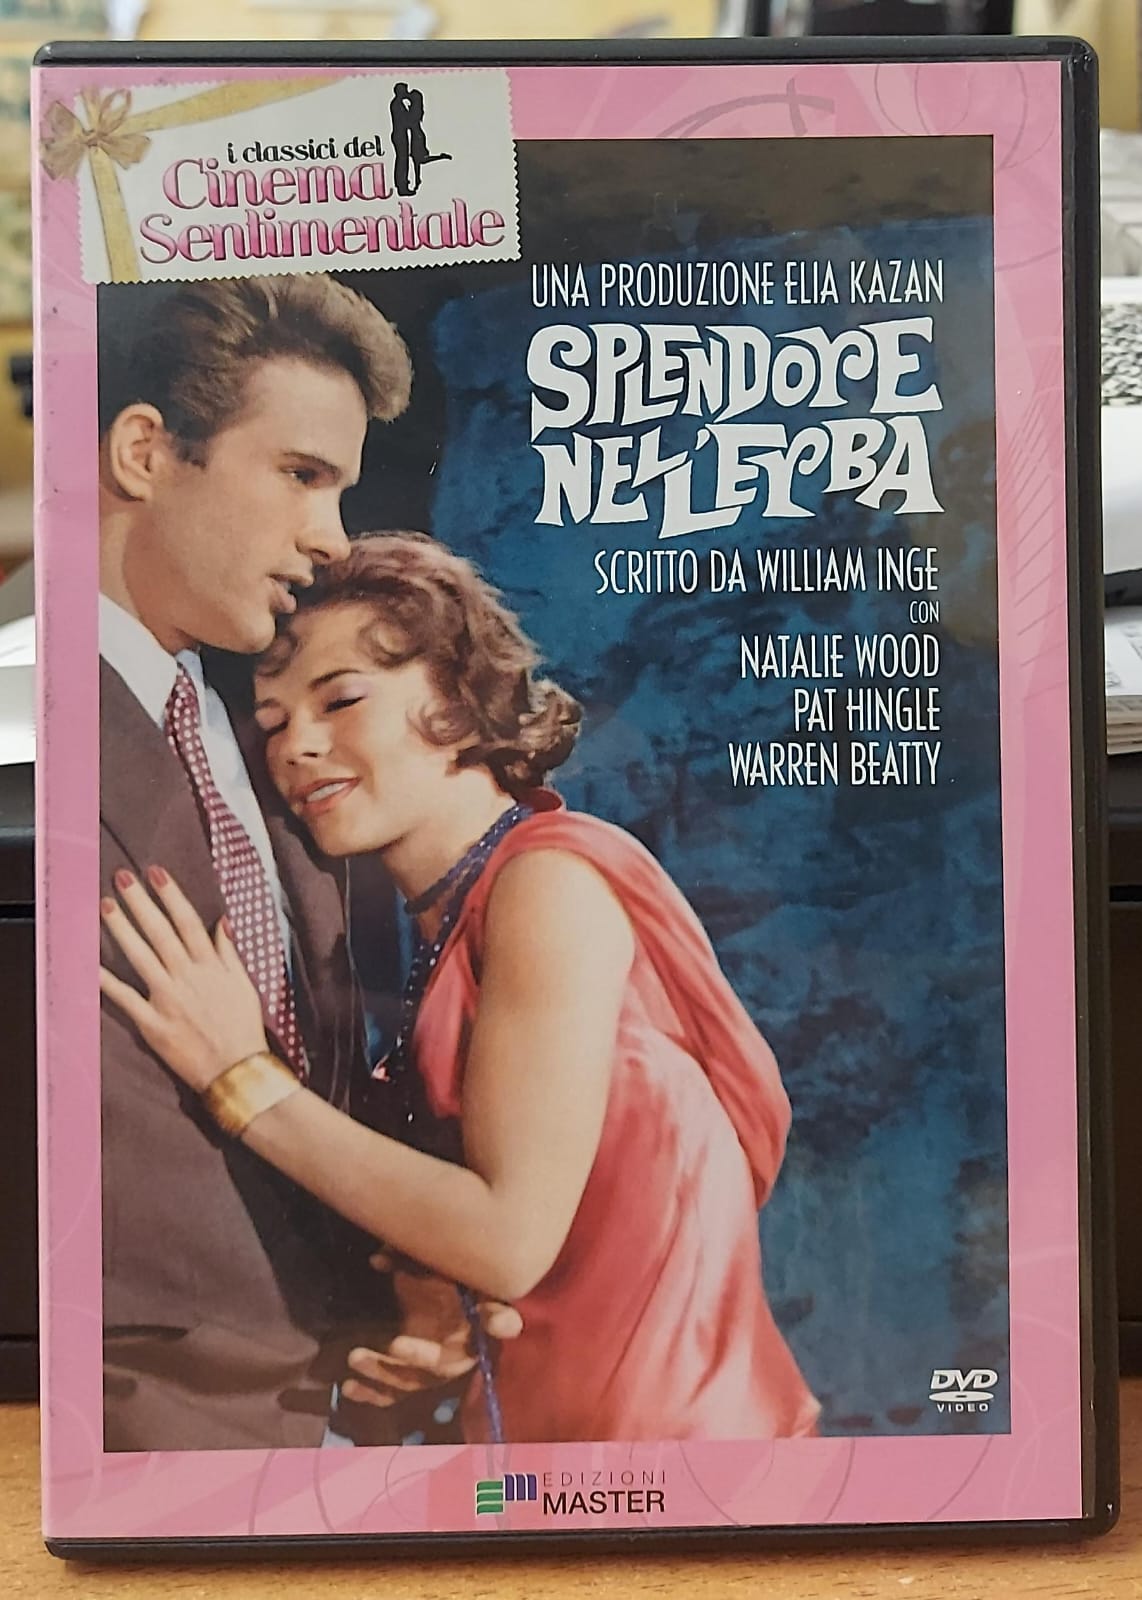 i classici del
Cinema
Sentimentale
UNA PRODUZIONE ELIA KAZAN
SPLENDORE
NELL'ERBA
SCRITTO DA WILLIAM INGE
CON
NATALIE WOOD
PAT HINGLE
WARREN BEATTY
DVD
VIDEO
EDIZIONI
MASTER